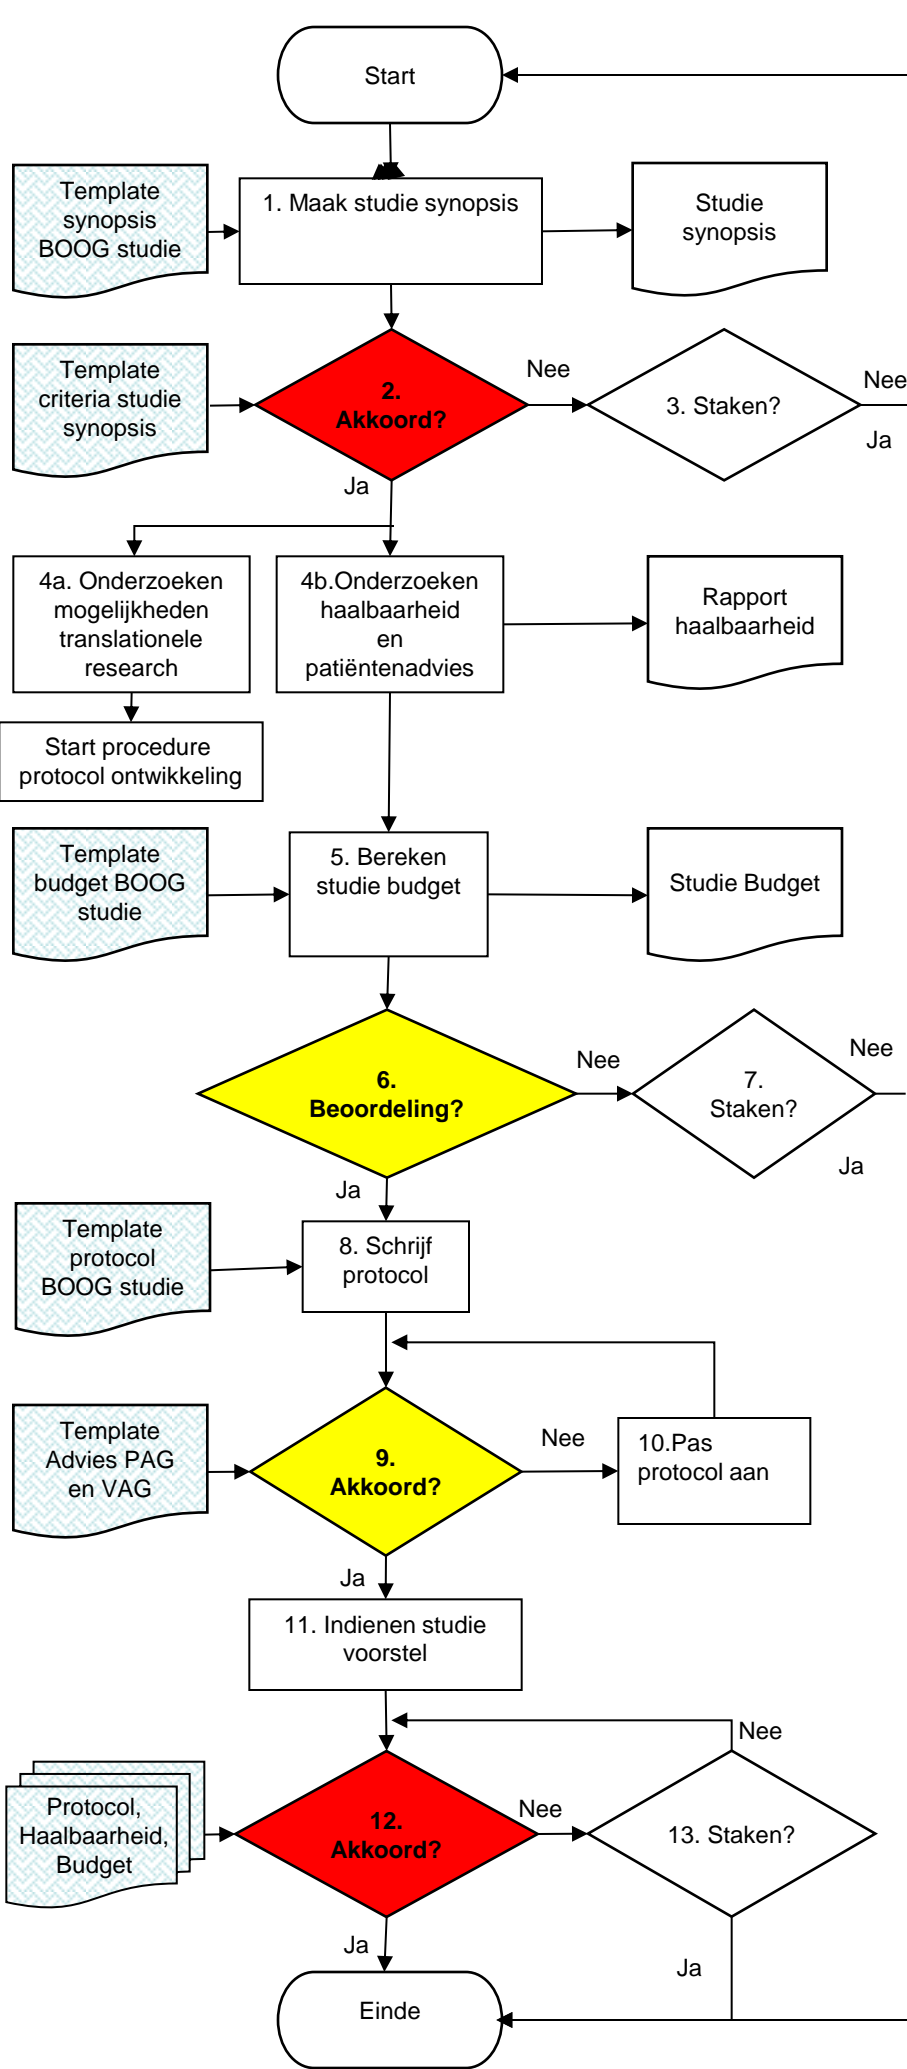 Start
Template
synopsis
BOOG studie
1. Maak studie synopsis
Studie
synopsis
Template
criteria studie
synopsis
2.
Akkoord?
Nee
3. Staken?
Nee
Ja
Ja
4a. Onderzoeken
mogelijkheden
translationele
research
4b.Onderzoeken
haalbaarheid
en
patiëntenadvies
Rapport
haalbaarheid
Start procedure
protocol ontwikkeling
Template
budget BOOG
studie
5. Bereken
studie budget
Studie Budget
6.
Beoordeling?
Nee
7.
Staken?
Nee
Ja
Ja
Template
protocol
BOOG studie
8. Schrijf
protocol
Template
Advies PAG
en VAG
9.
Akkoord?
Nee
10.Pas
protocol aan
Ja
11. Indienen studie
voorstel
Protocol,
Haalbaarheid,
Budget
12.
Akkoord?
Nee
13. Staken?
Nee
Ja
Ja
Einde